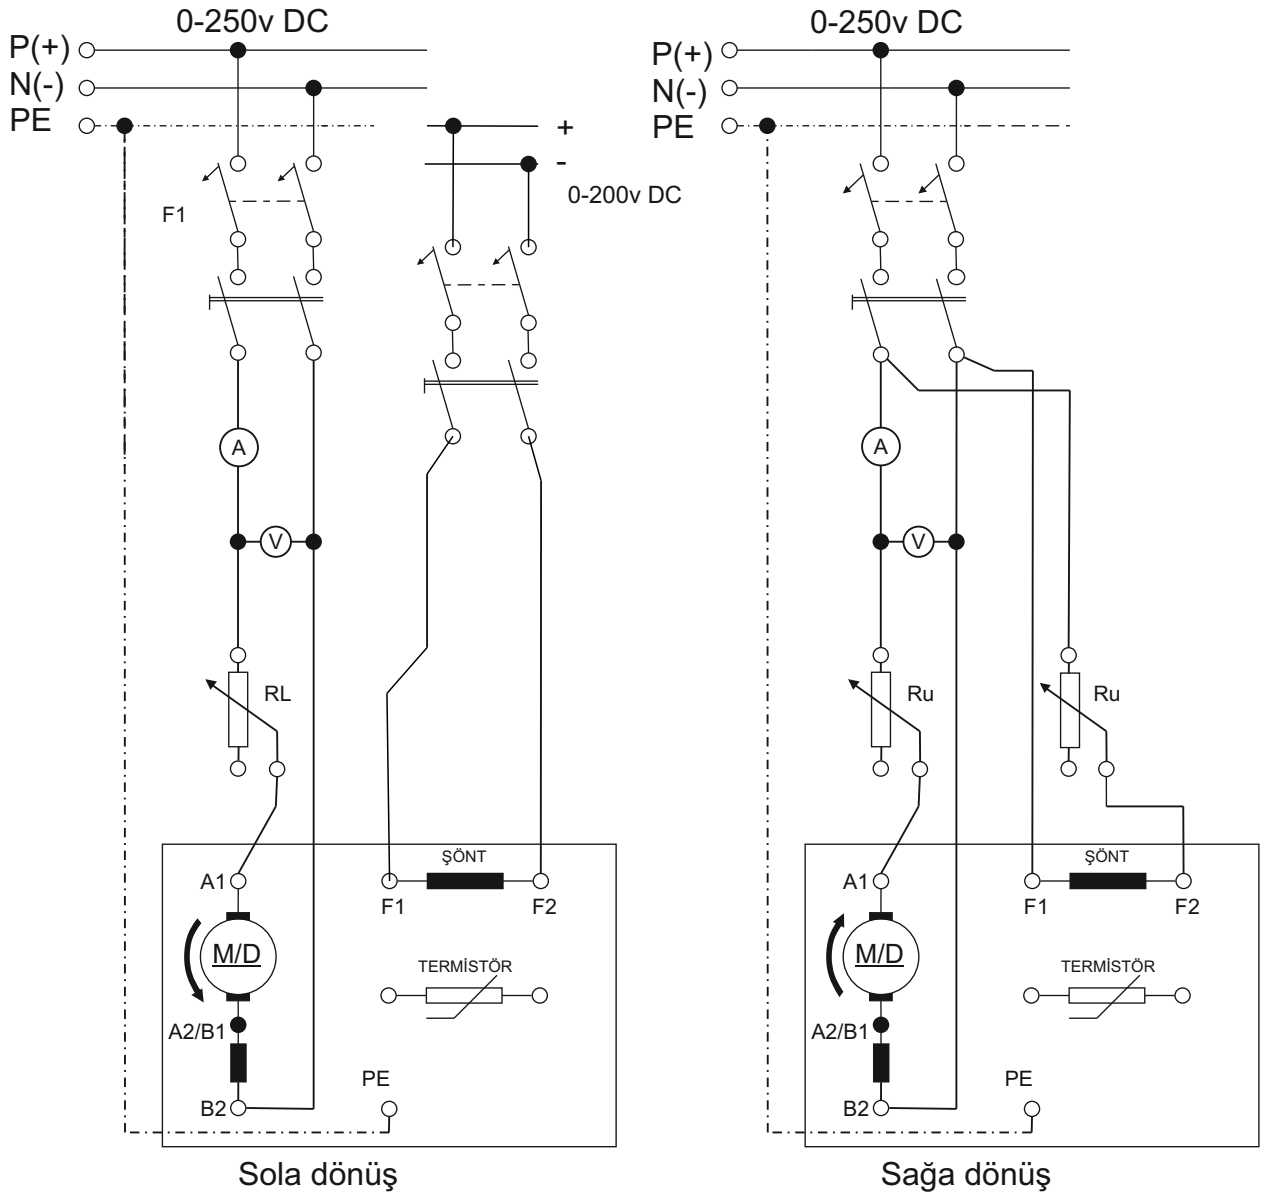 0-250v DC
P(+)
N(-)
PE
+
-
0-200v DC
F1
A
V
RL
ŞÖNT
A1
F1
F2
M/D
TERMİSTÖR
A2/B1
PE
B2
Sola dönüş
0-250v DC
P(+)
N(-)
PE
A
V
Ru
Ru
ŞÖNT
A1
F1
F2
M/D
TERMİSTÖR
A2/B1
PE
B2
Sağa dönüş